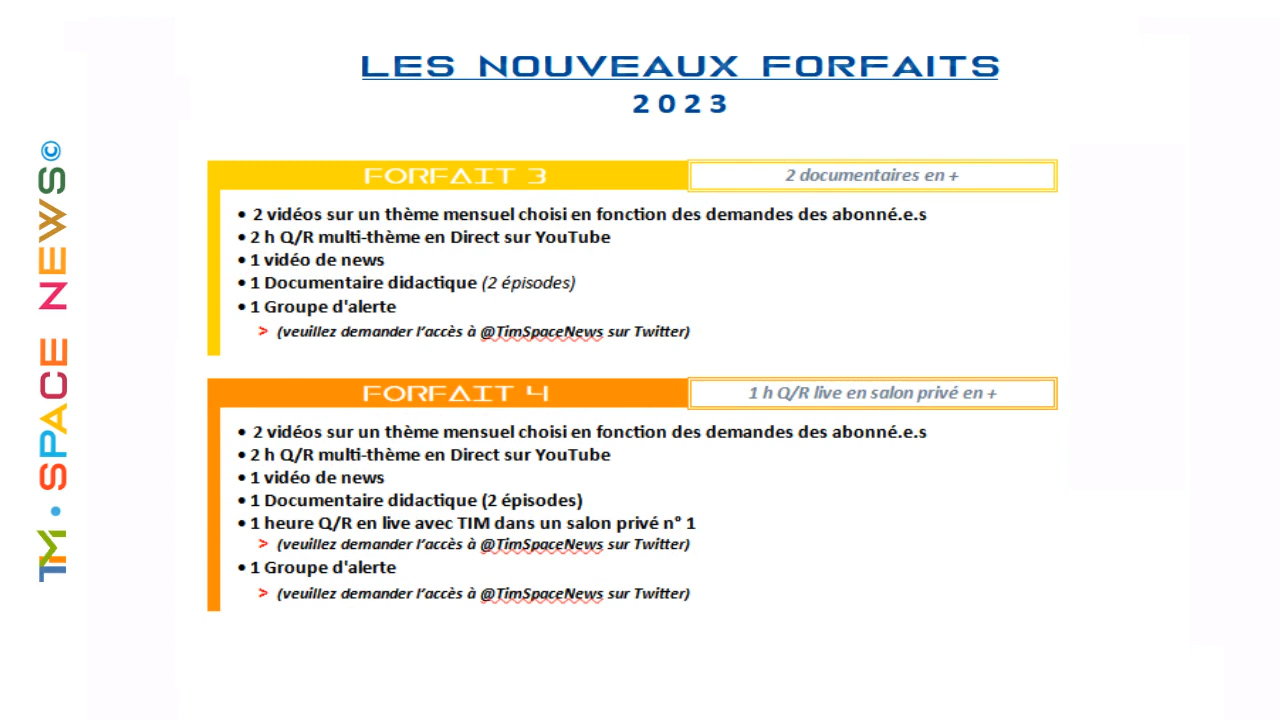 LES NOUVEAUX FORFAITS
2023
TIM • SPACE NEWS©
FORFAIT 3
2 documentaires en +
• 2 vidéos sur un thème mensuel choisi en fonction des demandes des abonné.e.s
• 2 h Q/R multi-thème en Direct sur YouTube
• 1 vidéo de news
• 1 Documentaire didactique (2 épisodes)
• 1 Groupe d'alerte
> (veuillez demander l’accès à @TimSpaceNews sur Twitter)
FORFAIT 4
1 h Q/R live en salon privé en +
• 2 vidéos sur un thème mensuel choisi en fonction des demandes des abonné.e.s
• 2 h Q/R multi-thème en Direct sur YouTube
• 1 vidéo de news
• 1 Documentaire didactique (2 épisodes)
• 1 heure Q/R en live avec TIM dans un salon privé n° 1
> (veuillez demander l’accès à @TimSpaceNews sur Twitter)
• 1 Groupe d'alerte
> (veuillez demander l’accès à @TimSpaceNews sur Twitter)